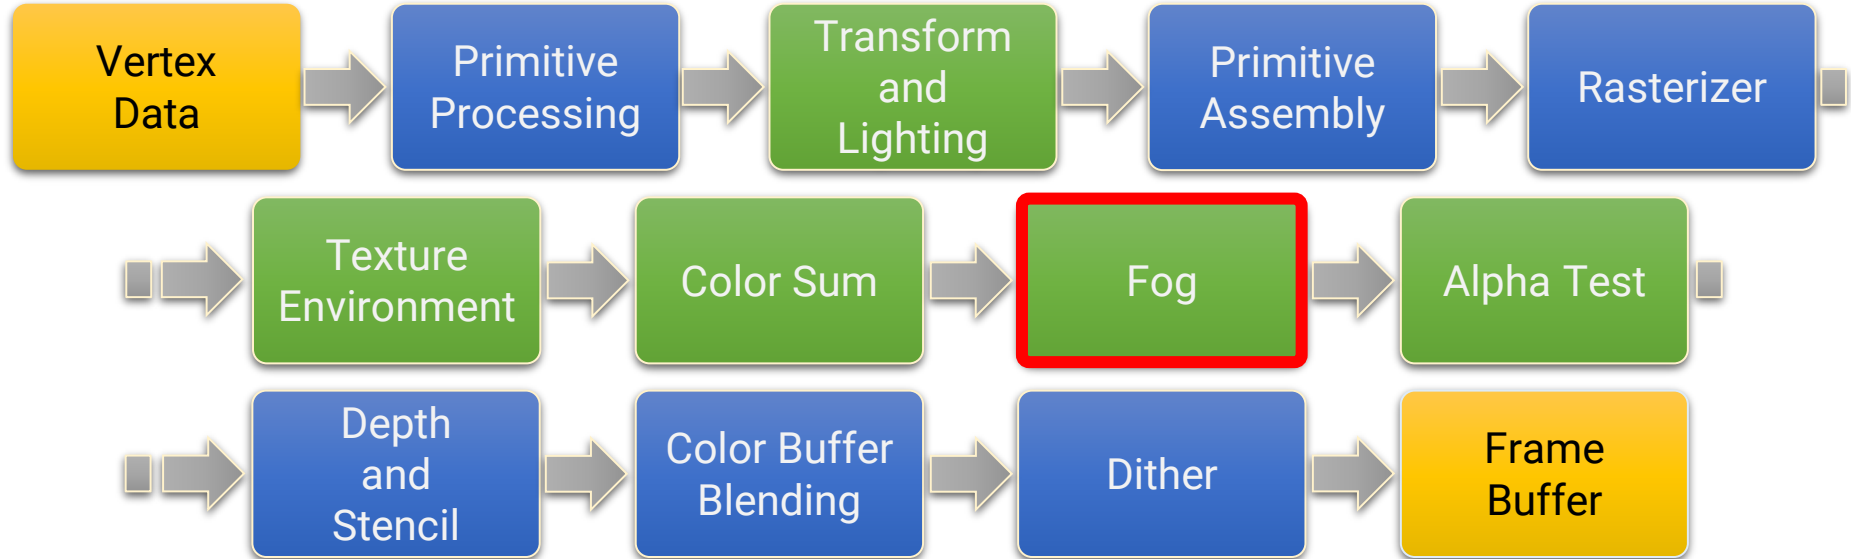 Vertex
Data
Primitive
Processing
Transform
and
Lighting
Primitive
Assembly
Rasterizer
Texture
Environment
Color Sum
Fog
Alpha Test
Depth
and
Stencil
Color Buffer
Blending
Dither
Frame
Buffer